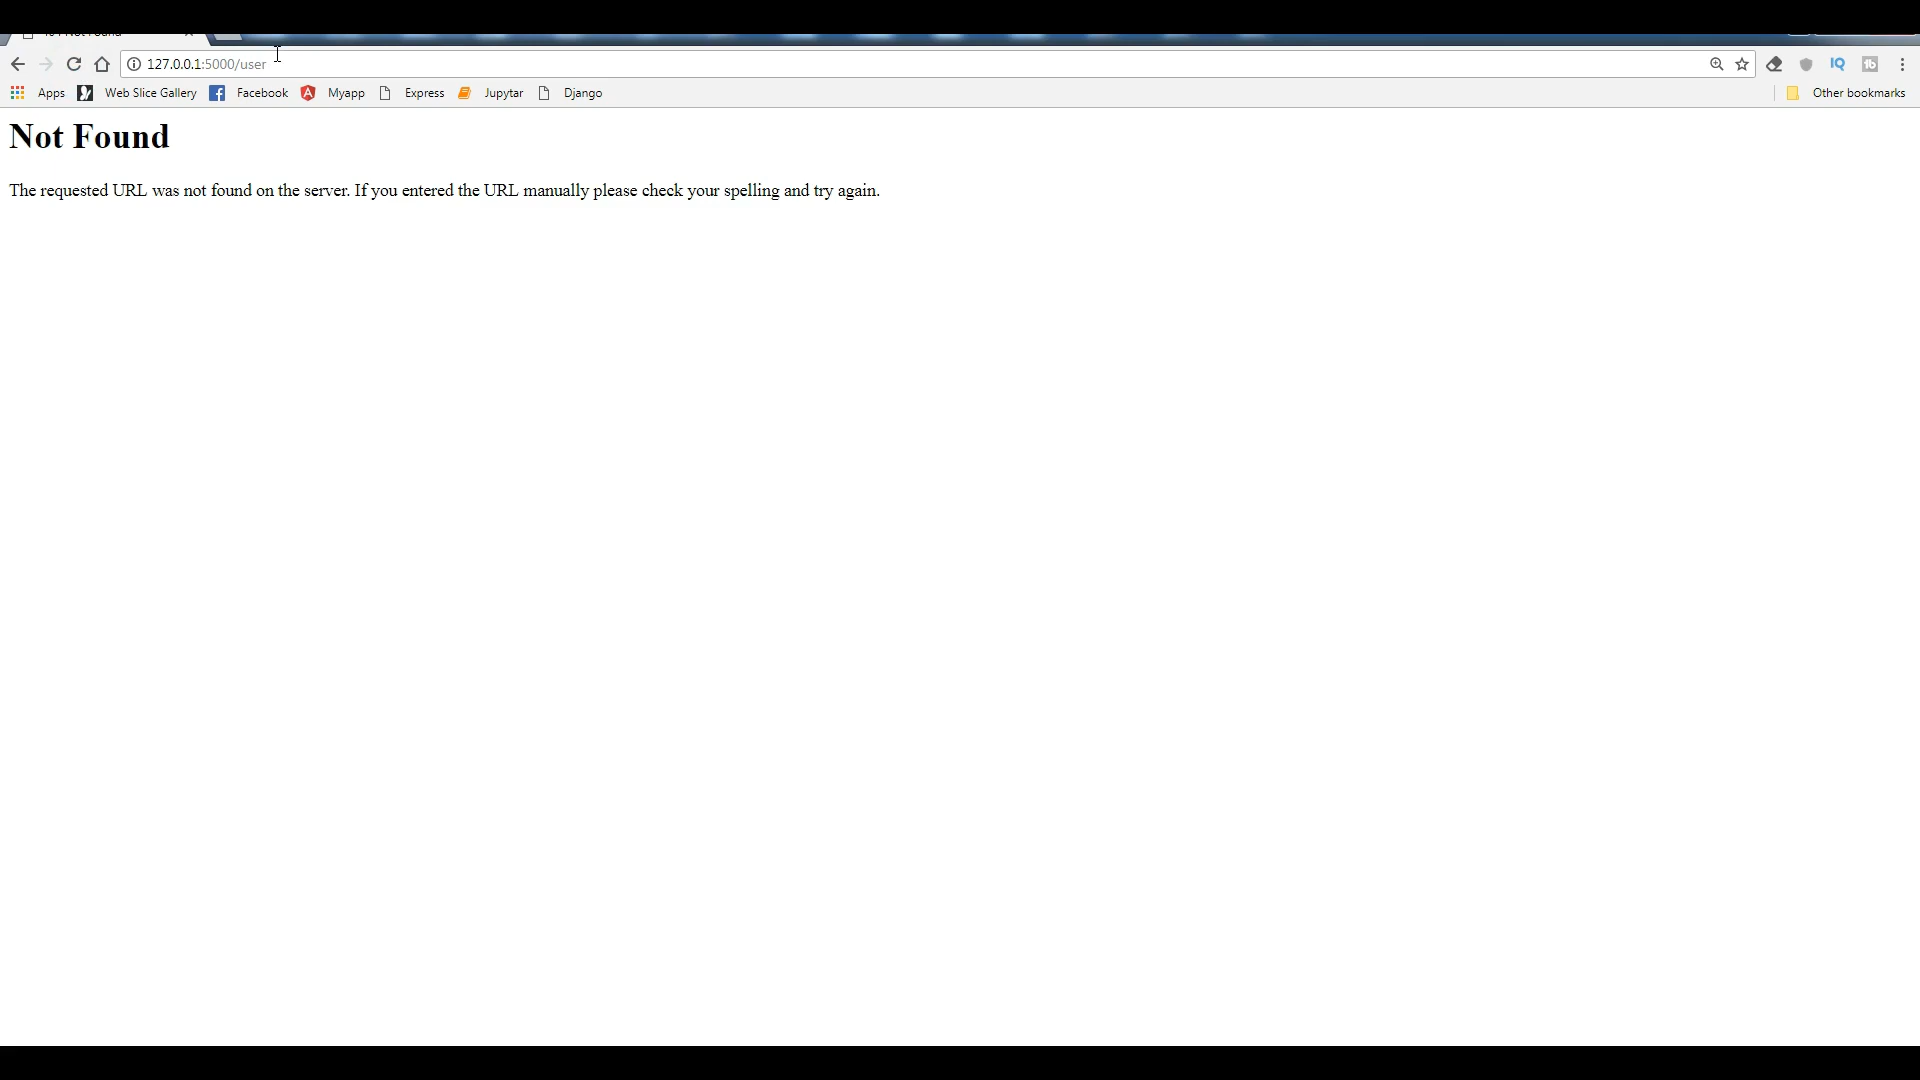 127.0.0.1:5000/user
Apps Web Slice Gallery Facebook Myapp Express Jupytar Django Other bookmarks
Not Found
The requested URL was not found on the server. If you entered the URL manually please check your spelling and try again.